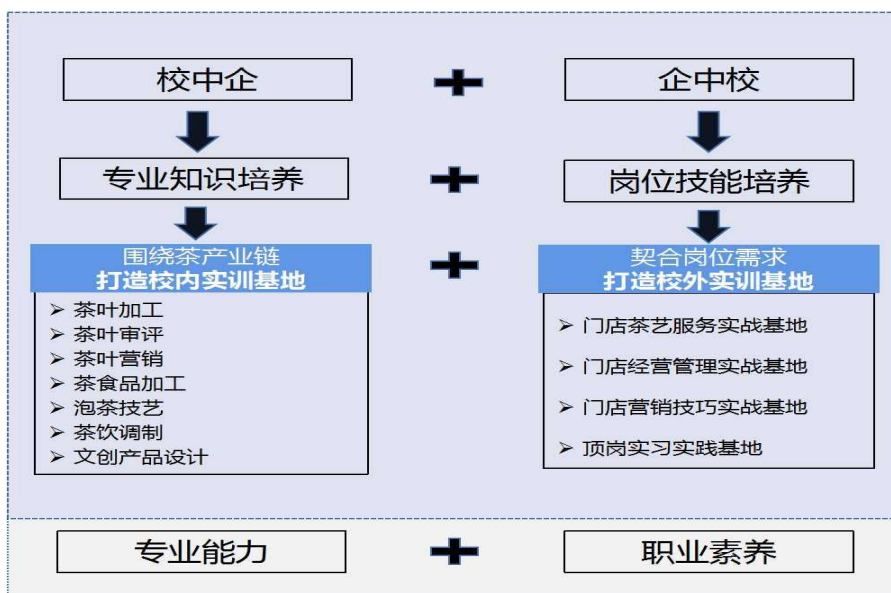 校中企
企中校
专业知识培养
岗位技能培养
围绕茶产业链
打造校内实训基地
契合岗位需求
打造校外实训基地
茶叶加工
茶叶审评
茶叶营销
茶食品加工
泡茶技艺
茶饮调制
文创产品设计
门店茶艺服务实战基地
门店经营管理实战基地
门店营销技巧实战基地
顶岗实习实践基地
专业能力
职业素养